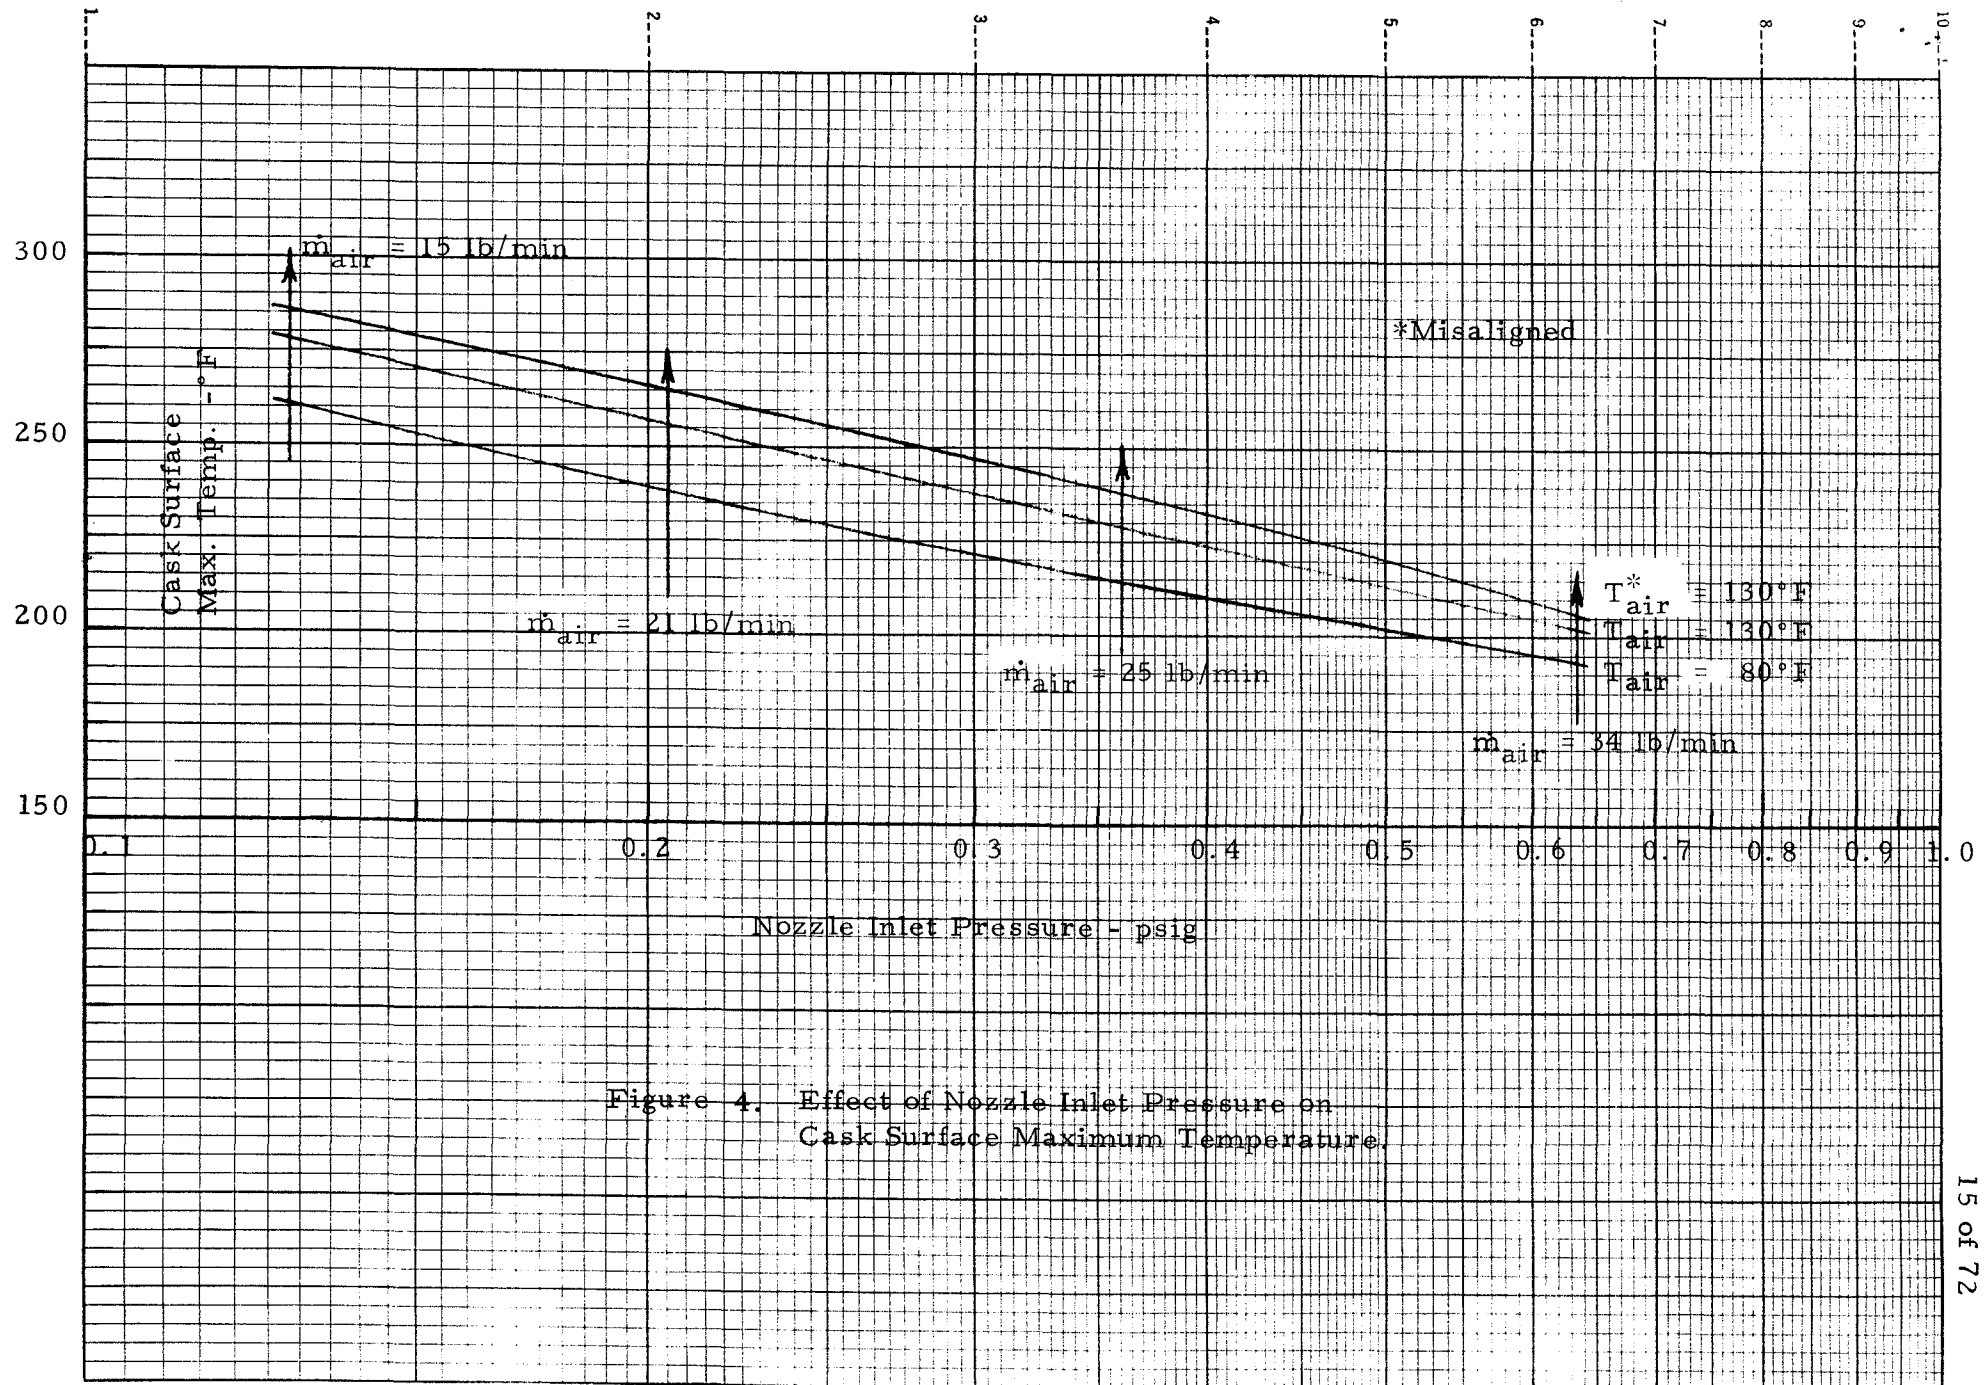 1 2 3 4 5 6 7 8 9 10
300
ṁair = 15 lb/min
*Misaligned
250
Cask Surface
Max. Temp. -°F
200
ṁair = 21 lb/min
ṁair = 25 lb/min
T*air = 130°F
Tair = 130°F
Tair = 80°F
ṁair = 34 lb/min
150
0.1 0.2 0.3 0.4 0.5 0.6 0.7 0.8 0.9 1.0
Nozzle Inlet Pressure - psig
Figure 4. Effect of Nozzle Inlet Pressure on
Cask Surface Maximum Temperature.
15 of 72